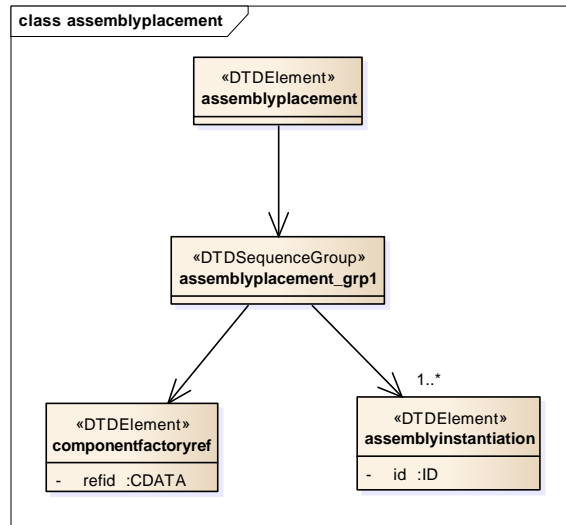 class assemblyplacement
«DTDElement»
assemblyplacement
«DTDSequenceGroup»
assemblyplacement_grp1
1..*
«DTDElement»
componentfactoryref
- refid :CDATA
«DTDElement»
assemblyinstantiation
- id :ID